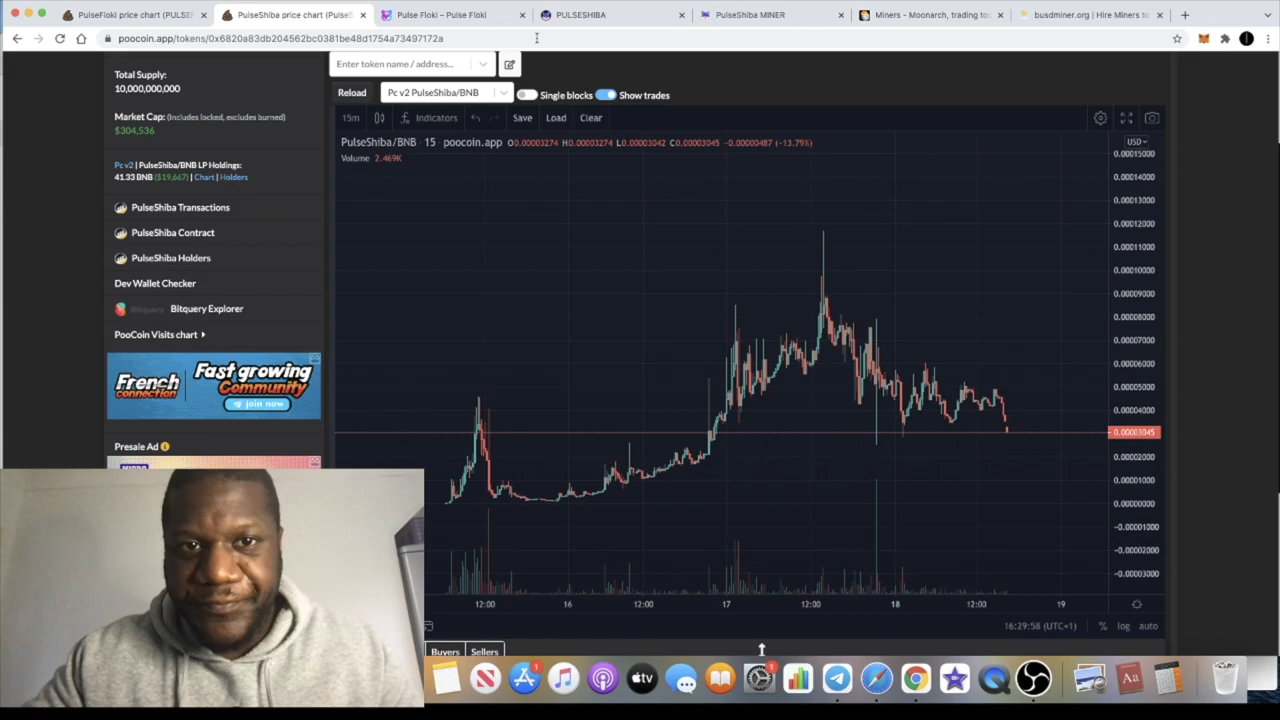 PulseFloki price chart (PULSEF
PulseShiba price chart (PulseS
Pulse Floki – Pulse Floki
PULSESHIBA
PulseShiba MINER
Miners - Moonarch, trading too
busdminer.org | Hire Miners to
poocoin.app/tokens/0x6820a83db204562bc0381be48d1754a73497172a
Total Supply:
10,000,000,000
Market Cap: (Includes locked, excludes burned)
$304,536
Pc v2 | PulseShiba/BNB LP Holdings:
41.33 BNB ($19,667) | Chart | Holders
PulseShiba Transactions
PulseShiba Contract
PulseShiba Holders
Dev Wallet Checker
Bitquery Bitquery Explorer
PooCoin Visits chart
French connection
Fast growing
Community
join now
Presale Ad
Enter token name / address...
Reload
Pc v2 PulseShiba/BNB
Single blocks
Show trades
15m
Indicators
Save
Load
Clear
PulseShiba/BNB · 15 · poocoin.app O0.00003274 H0.00003274 L0.00003042 C0.00003045 -0.00000487 (-13.79%)
Volume 2.469K
USD
0.00015000
0.00014000
0.00013000
0.00012000
0.00011000
0.00010000
0.00009000
0.00008000
0.00007000
0.00006000
0.00005000
0.00004000
0.00003045
0.00002000
0.00001000
0.00000000
-0.00001000
-0.00002000
-0.00003000
12:00
16
12:00
17
12:00
18
12:00
19
16:29:58 (UTC+1)
%
log
auto
Buyers
Sellers
1
tv
1